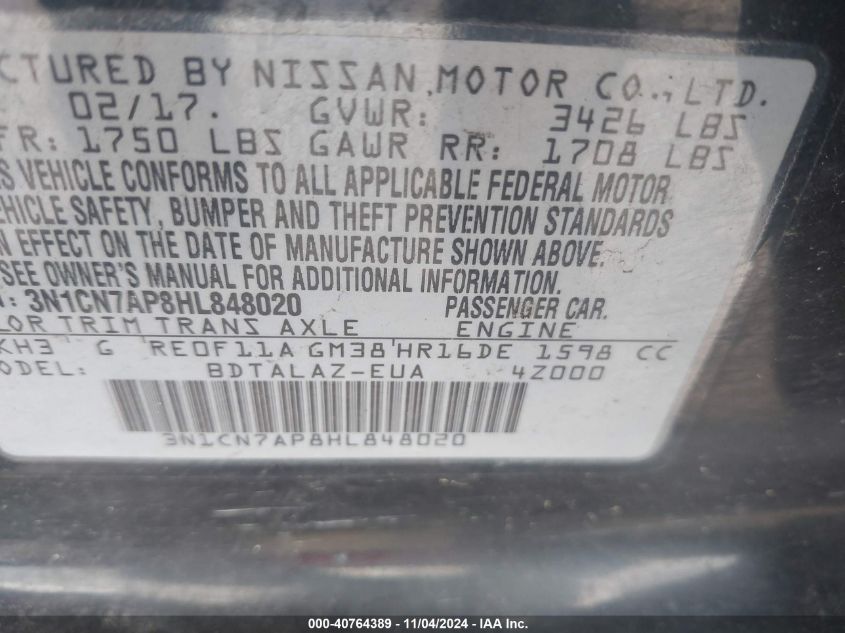 CTURED BY NISSAN MOTOR CO., LTD.
02/17. GVWR: 3426 LBS
FR: 1750 LBS GAWR RR: 1708 LBS
S VEHICLE CONFORMS TO ALL APPLICABLE FEDERAL MOTOR
EHICLE SAFETY, BUMPER AND THEFT PREVENTION STANDARDS
N EFFECT ON THE DATE OF MANUFACTURE SHOWN ABOVE.
SEE OWNER'S MANUAL FOR ADDITIONAL INFORMATION.
: 3N1CN7AP8HL848020 PASSENGER CAR.
LOR TRIM TRANS AXLE ENGINE
KH3 G RE0F11A GM38 HR16DE 1598 CC
ODEL: BDTALAZ-EUA 4Z000
3N1CN7AP8HL848020
000-40764389 - 11/04/2024 - IAA Inc.